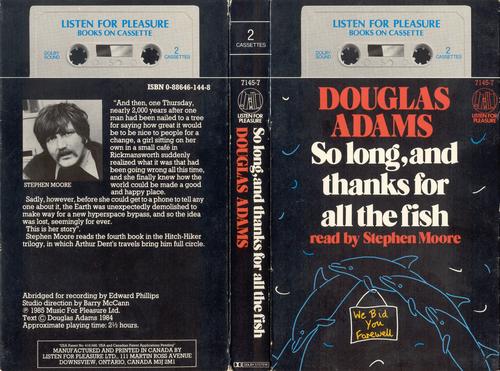 LISTEN FOR PLEASURE
BOOKS ON CASSETTE
DOLBY
SOUND
2
CASSETTES
ISBN 0-88646-144-8
STEPHEN MOORE
"And then, one Thursday,
nearly 2,000 years after one
man had been nailed to a tree
for saying how great it would
be to be nice to people for a
change, a girl sitting on her
own in a small café in
Rickmansworth suddenly
realized what it was that had
been going wrong all this time,
and she finally knew how the
world could be made a good
and happy place.
Sadly, however, before she could get to a phone to tell any
one about it, the Earth was unexpectedly demolished to
make way for a new hyperspace bypass, and so the idea
was lost, seemingly for ever.
This is her story".
Stephen Moore reads the fourth book in the Hitch-Hiker
trilogy, in which Arthur Dent's travels bring him full circle.
Abridged for recording by Edward Phillips
Studio direction by Barry McCann
℗ 1985 Music For Pleasure Ltd.
Text © Douglas Adams 1984
Approximate playing time: 2½ hours.
MANUFACTURED AND PRINTED IN CANADA BY
LISTEN FOR PLEASURE LTD., 111 MARTIN ROSS AVENUE
DOWNSVIEW, ONTARIO, CANADA M3J 2M1
2
CASSETTES
7145-7
LISTEN FOR
PLEASURE
So long, and thanks for all the fish
DOUGLAS ADAMS
DOLBY SYSTEM
LISTEN FOR PLEASURE
BOOKS ON CASSETTE
DOLBY
SOUND
2
CASSETTES
7145-7
LISTEN FOR
PLEASURE
DOUGLAS
ADAMS
So long, and
thanks for
all the fish
read by Stephen Moore
We Bid
You
Farewell